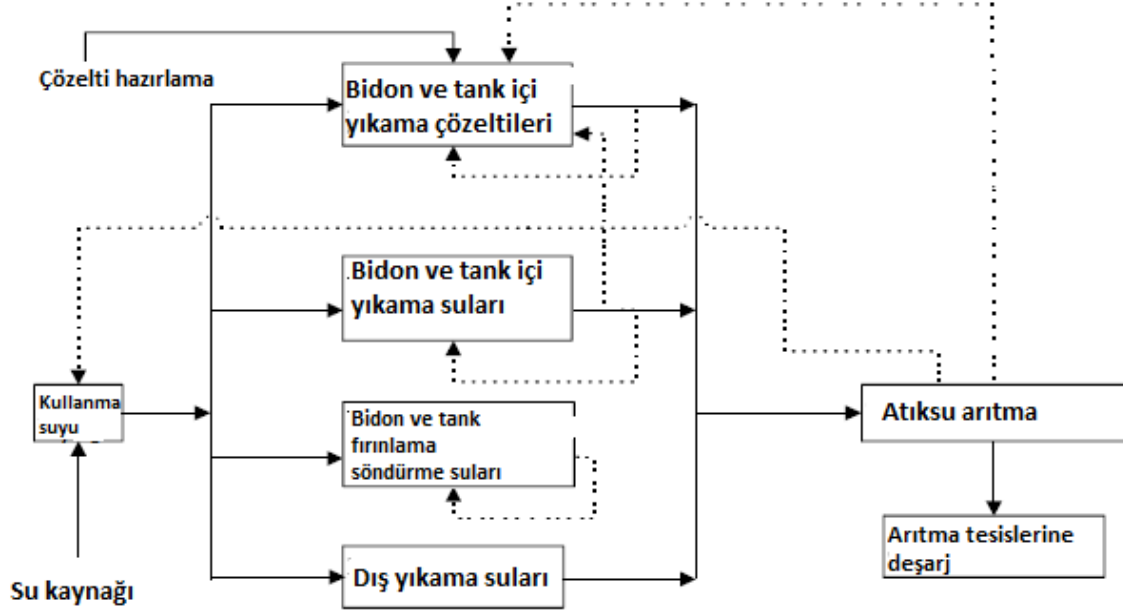 Çözelti hazırlama
Bidon ve tank içi
yıkama çözeltileri
Bidon ve tank içi
yıkama suları
Kullanma
suyu
Bidon ve tank
fırınlama
söndürme suları
Atıksu arıtma
Dış yıkama suları
Arıtma tesislerine
deşarj
Su kaynağı